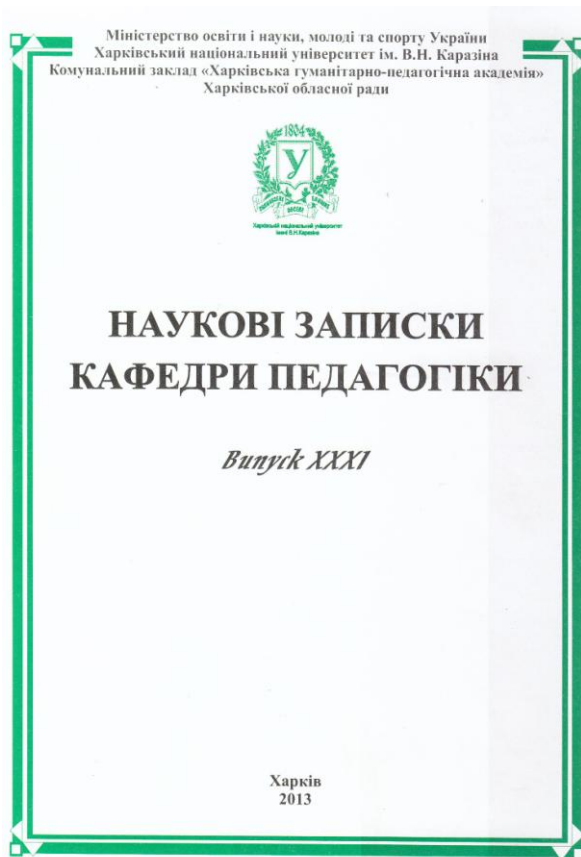 Міністерство освіти і науки, молоді та спорту України
Харківський національний університет ім. В.Н. Каразіна
Комунальний заклад «Харківська гуманітарно-педагогічна академія»
Харківської обласної ради
1804
У
Харківський національний університет
імені В.Н.Каразіна
НАУКОВІ ЗАПИСКИ
КАФЕДРИ ПЕДАГОГІКИ
Випуск XXXI
Харків
2013